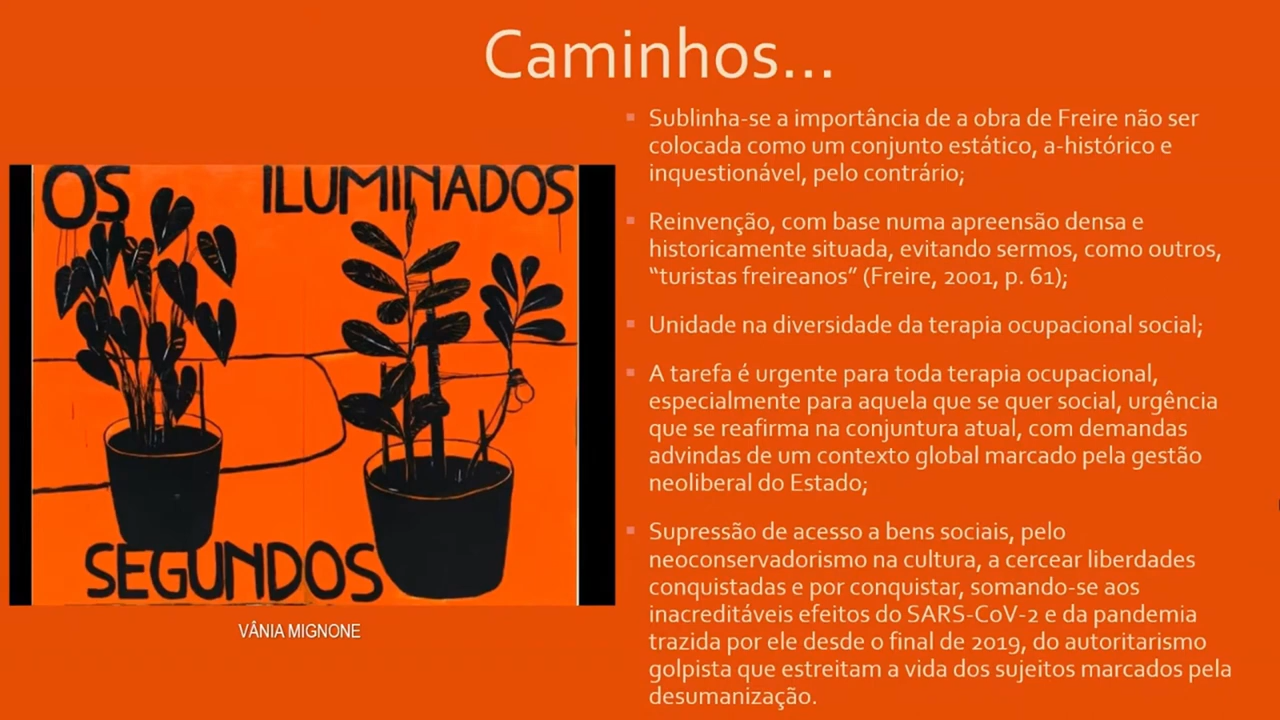 Caminhos...
OS ILUMINADOS
SEGUNDOS
VÂNIA MIGNONE
Sublinha-se a importância de a obra de Freire não ser
colocada como um conjunto estático, a-histórico e
inquestionável, pelo contrário;
Reinvenção, com base numa apreensão densa e
historicamente situada, evitando sermos, como outros,
“turistas freireanos” (Freire, 2001, p. 61);
Unidade na diversidade da terapia ocupacional social;
A tarefa é urgente para toda terapia ocupacional,
especialmente para aquela que se quer social, urgência
que se reafirma na conjuntura atual, com demandas
advindas de um contexto global marcado pela gestão
neoliberal do Estado;
Supressão de acesso a bens sociais, pelo
neoconservadorismo na cultura, a cercear liberdades
conquistadas e por conquistar, somando-se aos
inacreditáveis efeitos do SARS-CoV-2 e da pandemia
trazida por ele desde o final de 2019, do autoritarismo
golpista que estreitam a vida dos sujeitos marcados pela
desumanização.